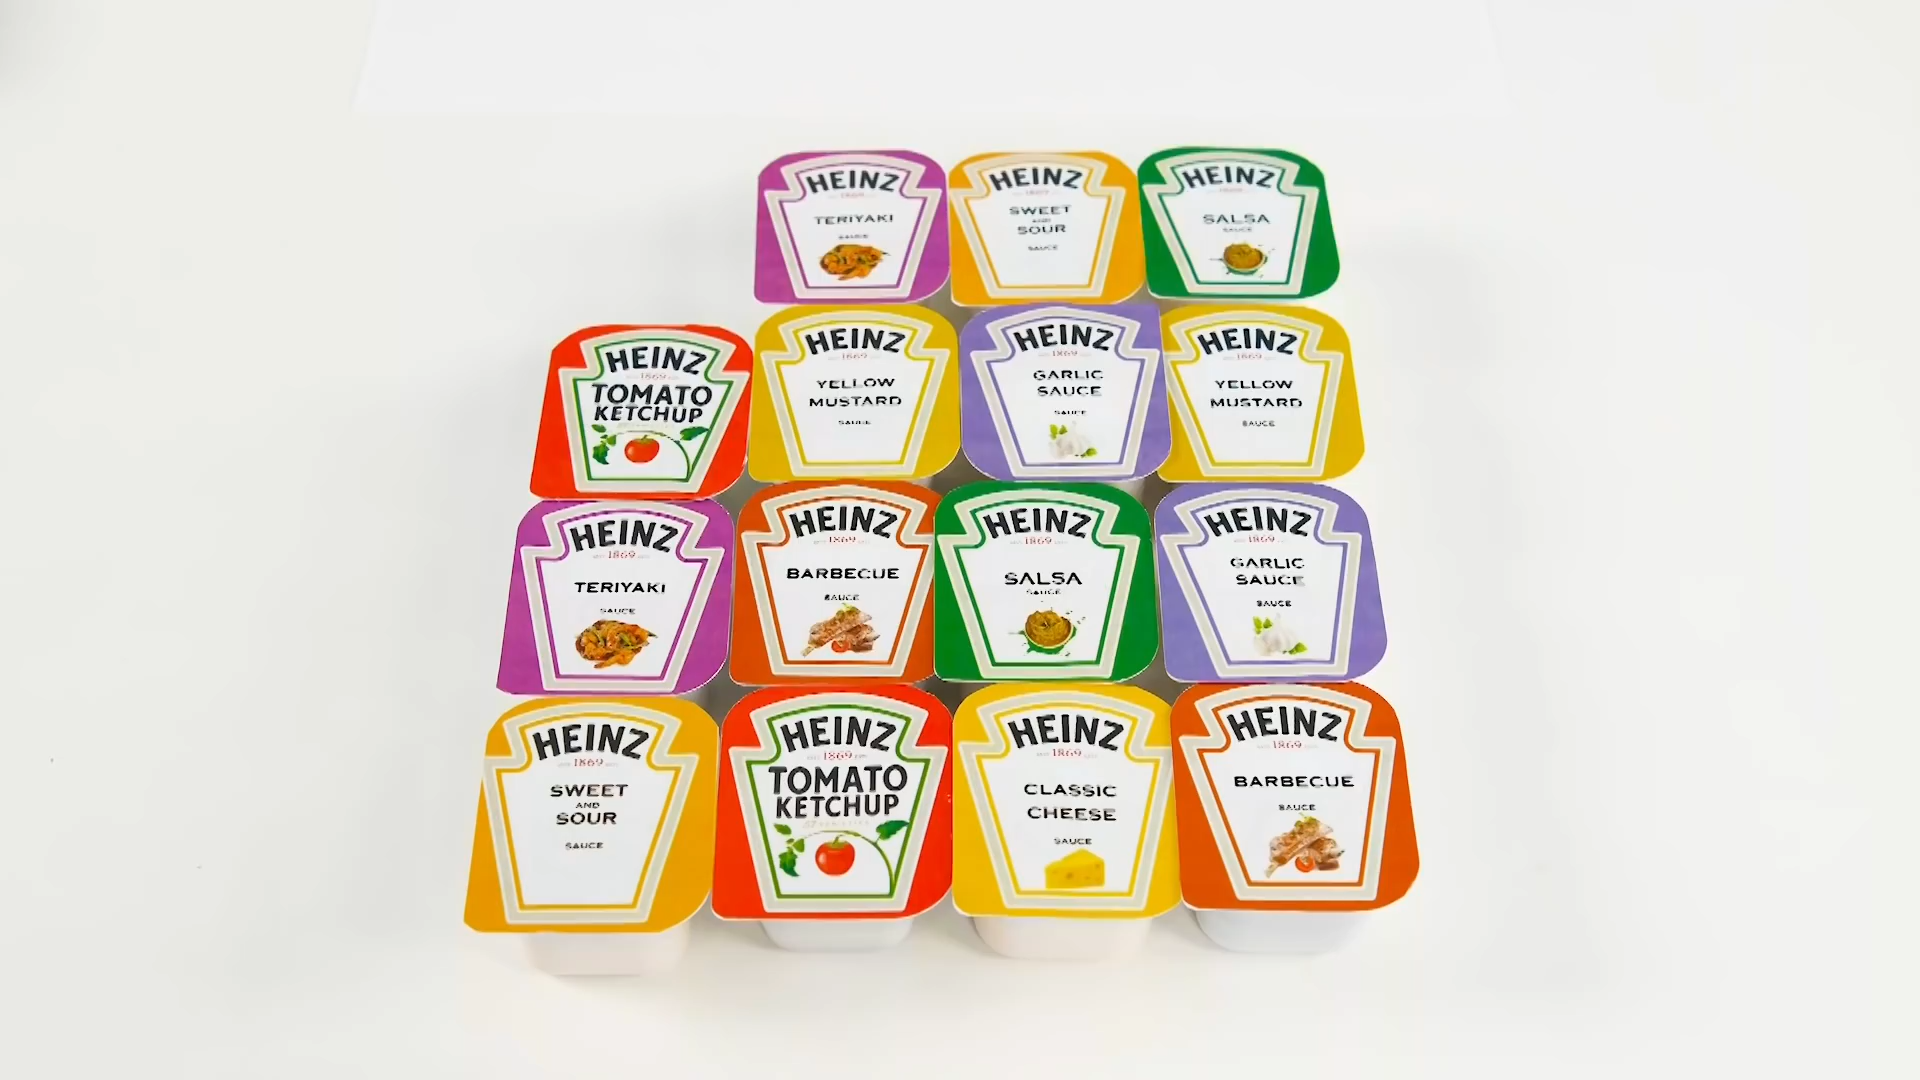 HEINZ
1869
TERIYAKI
SAUCE
HEINZ
1869
SWEET
AND
SOUR
SAUCE
HEINZ
1869
SALSA
SAUCE
HEINZ
1869
TOMATO
KETCHUP
HEINZ
1869
YELLOW
MUSTARD
SAUCE
HEINZ
1869
GARLIC
SAUCE
SAUCE
HEINZ
1869
YELLOW
MUSTARD
SAUCE
HEINZ
1869
TERIYAKI
SAUCE
HEINZ
1869
BARBECUE
SAUCE
HEINZ
1869
SALSA
SAUCE
HEINZ
1869
GARLIC
SAUCE
SAUCE
HEINZ
1869
SWEET
AND
SOUR
SAUCE
HEINZ
1869
TOMATO
KETCHUP
HEINZ
1869
CLASSIC
CHEESE
SAUCE
HEINZ
1869
BARBECUE
SAUCE